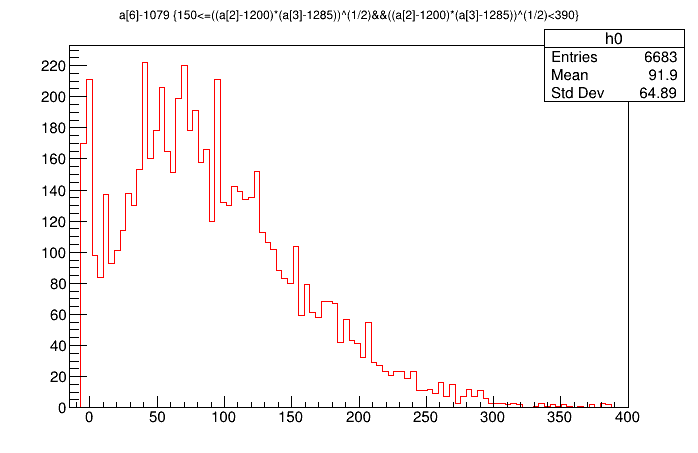 a[6]-1079 {150<=((a[2]-1200)*(a[3]-1285))^(1/2)&&((a[2]-1200)*(a[3]-1285))^(1/2)<390}
h0
Entries 6683
Mean 91.9
Std Dev 64.89
220
200
180
160
140
120
100
80
60
40
20
0
0 50 100 150 200 250 300 350 400